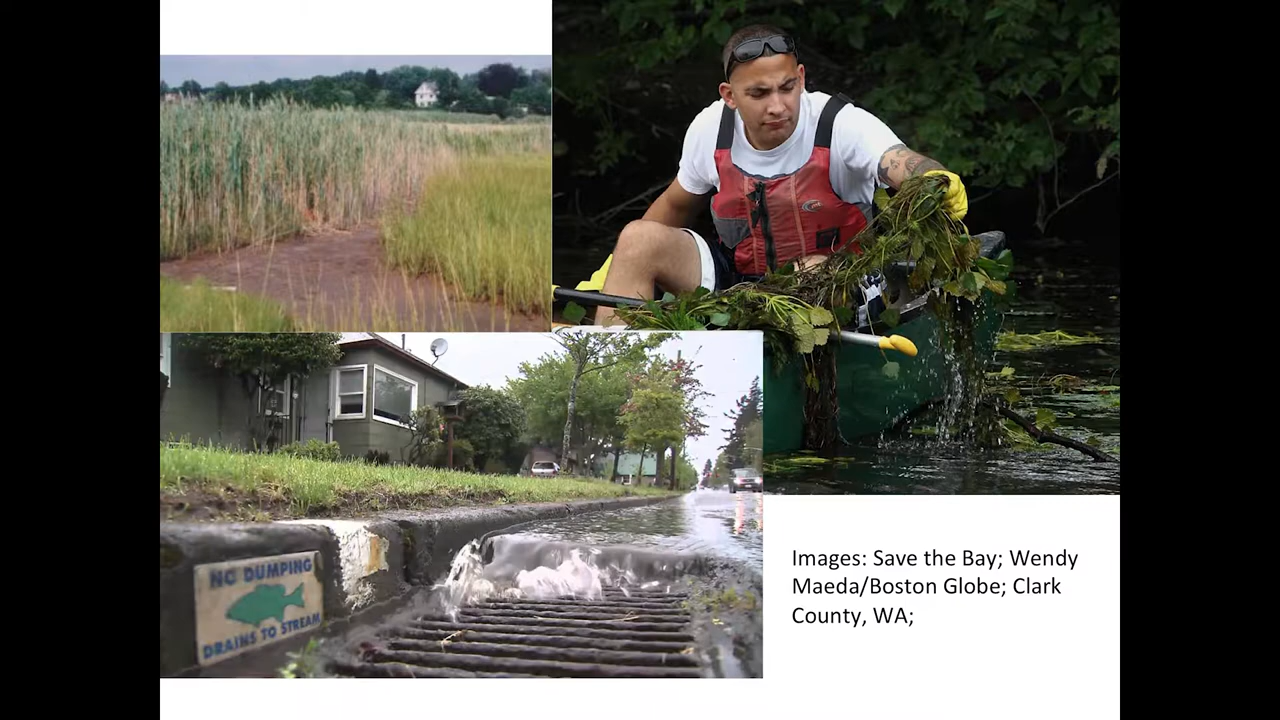 NO DUMPING
DRAINS TO STREAM
Images: Save the Bay; Wendy
Maeda/Boston Globe; Clark
County, WA;